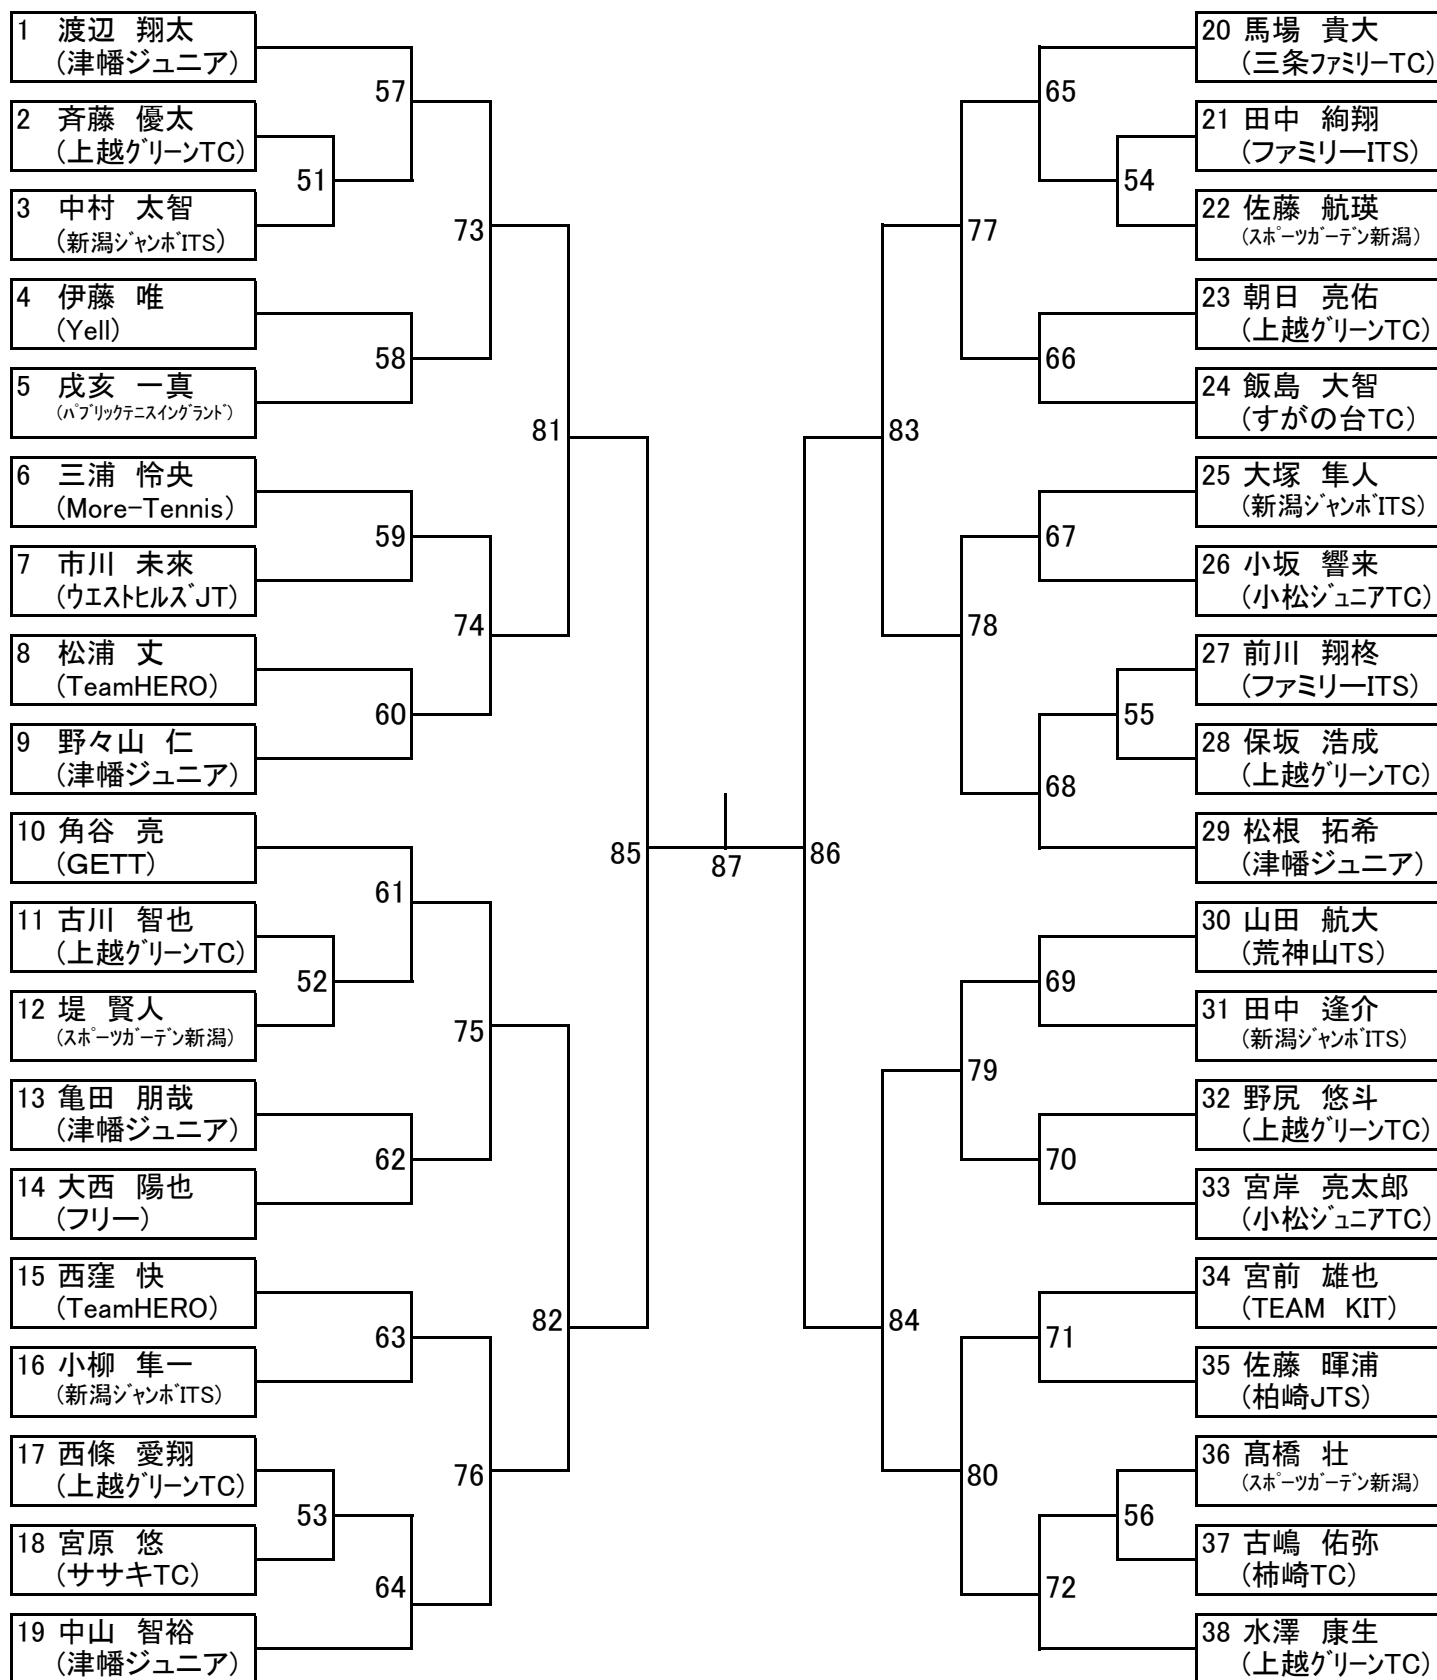 1 渡辺 翔太
(津幡ジュニア)
2 斉藤 優太
(上越グリーンTC)
3 中村 太智
(新潟ジャンボITS)
4 伊藤 唯
(Yell)
5 戌亥 一真
(パブリックテニスイングランド)
6 三浦 怜央
(More-Tennis)
7 市川 未來
(ウエストヒルズJT)
8 松浦 丈
(TeamHERO)
9 野々山 仁
(津幡ジュニア)
10 角谷 亮
(GETT)
11 古川 智也
(上越グリーンTC)
12 堤 賢人
(スポーツガーデン新潟)
13 亀田 朋哉
(津幡ジュニア)
14 大西 陽也
(フリー)
15 西窪 快
(TeamHERO)
16 小柳 隼一
(新潟ジャンボITS)
17 西條 愛翔
(上越グリーンTC)
18 宮原 悠
(ササキTC)
19 中山 智裕
(津幡ジュニア)
51
52
53
57
58
59
60
61
62
63
64
73
74
75
76
81
82
85
87
86
83
84
77
78
79
80
65
66
67
68
69
70
71
72
54
55
56
20 馬場 貴大
(三条ファミリーTC)
21 田中 絢翔
(ファミリーITS)
22 佐藤 航瑛
(スポーツガーデン新潟)
23 朝日 亮佑
(上越グリーンTC)
24 飯島 大智
(すがの台TC)
25 大塚 隼人
(新潟ジャンボITS)
26 小坂 響来
(小松ジュニアTC)
27 前川 翔柊
(ファミリーITS)
28 保坂 浩成
(上越グリーンTC)
29 松根 拓希
(津幡ジュニア)
30 山田 航大
(荒神山TS)
31 田中 逢介
(新潟ジャンボITS)
32 野尻 悠斗
(上越グリーンTC)
33 宮岸 亮太郎
(小松ジュニアTC)
34 宮前 雄也
(TEAM KIT)
35 佐藤 暉浦
(柏崎JTS)
36 髙橋 壮
(スポーツガーデン新潟)
37 古嶋 佑弥
(柿崎TC)
38 水澤 康生
(上越グリーンTC)